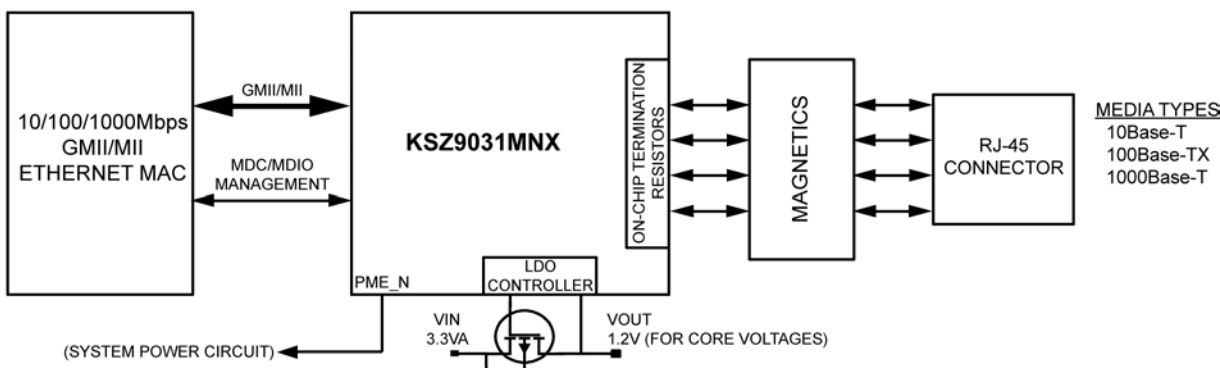 10/100/1000Mbps
GMII/MII
ETHERNET MAC
GMII/MII
MDC/MDIO
MANAGEMENT
KSZ9031MNX
ON-CHIP TERMINATION
RESISTORS
LDO
CONTROLLER
PME_N
MAGNETICS
RJ-45
CONNECTOR
MEDIA TYPES
10Base-T
100Base-TX
1000Base-T
VIN
3.3VA
VOUT
1.2V (FOR CORE VOLTAGES)
(SYSTEM POWER CIRCUIT)